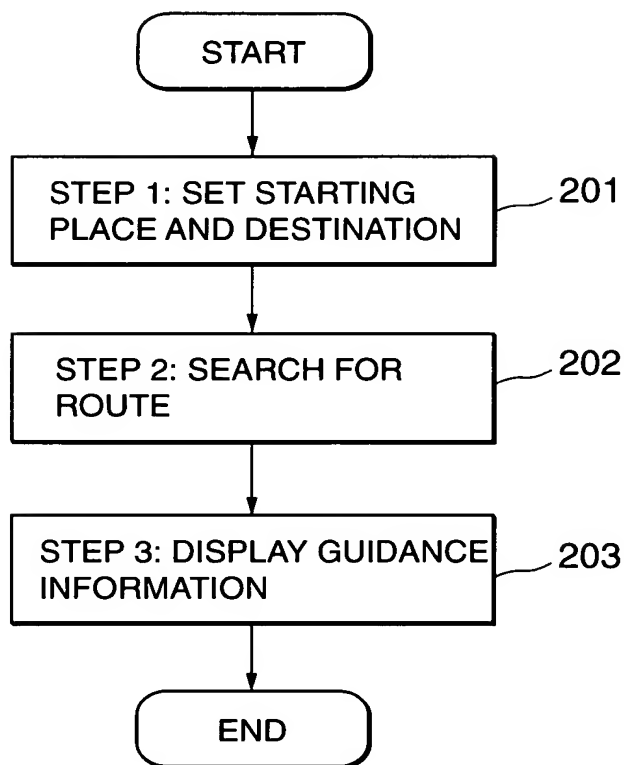 START
STEP 1: SET STARTING
PLACE AND DESTINATION
201
STEP 2: SEARCH FOR
ROUTE
202
STEP 3: DISPLAY GUIDANCE
INFORMATION
203
END